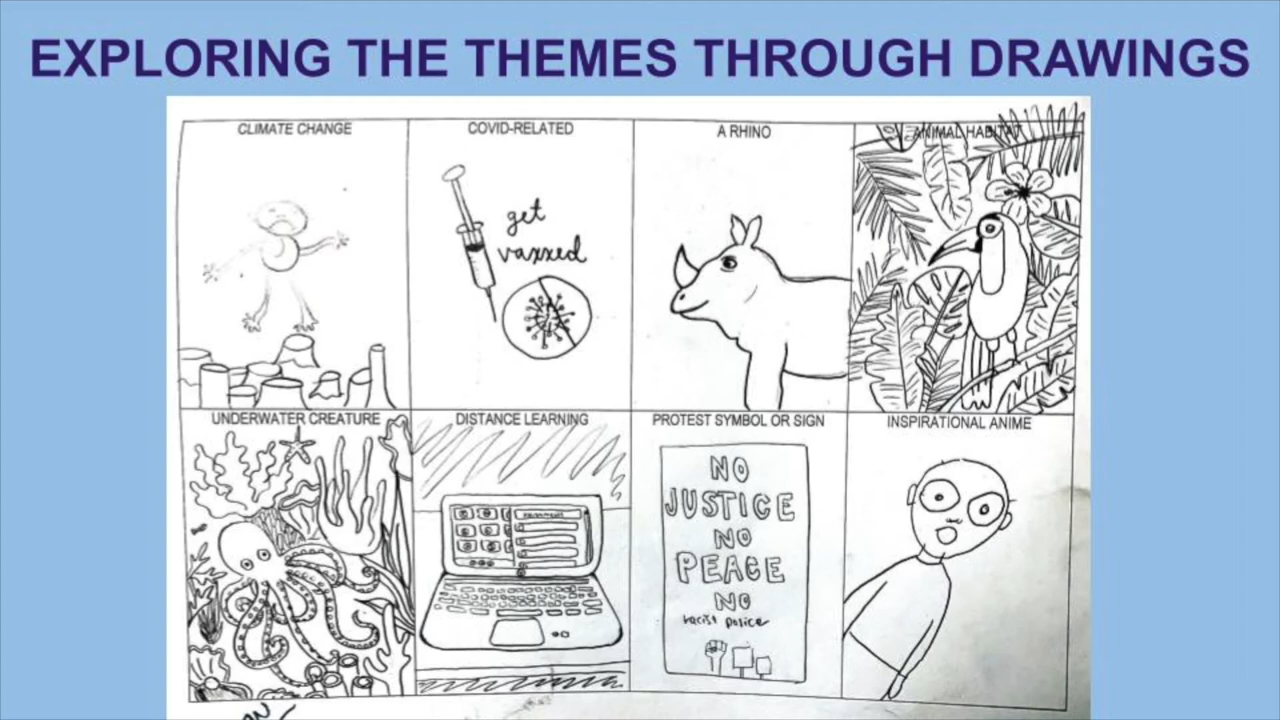 EXPLORING THE THEMES THROUGH DRAWINGS
CLIMATE CHANGE
COVID-RELATED
A RHINO
ANIMAL HABITAT
get
vaxxed
UNDERWATER CREATURE
DISTANCE LEARNING
PROTEST SYMBOL OR SIGN
INSPIRATIONAL ANIME
NO
JUSTICE
NO
PEACE
NO
racist police